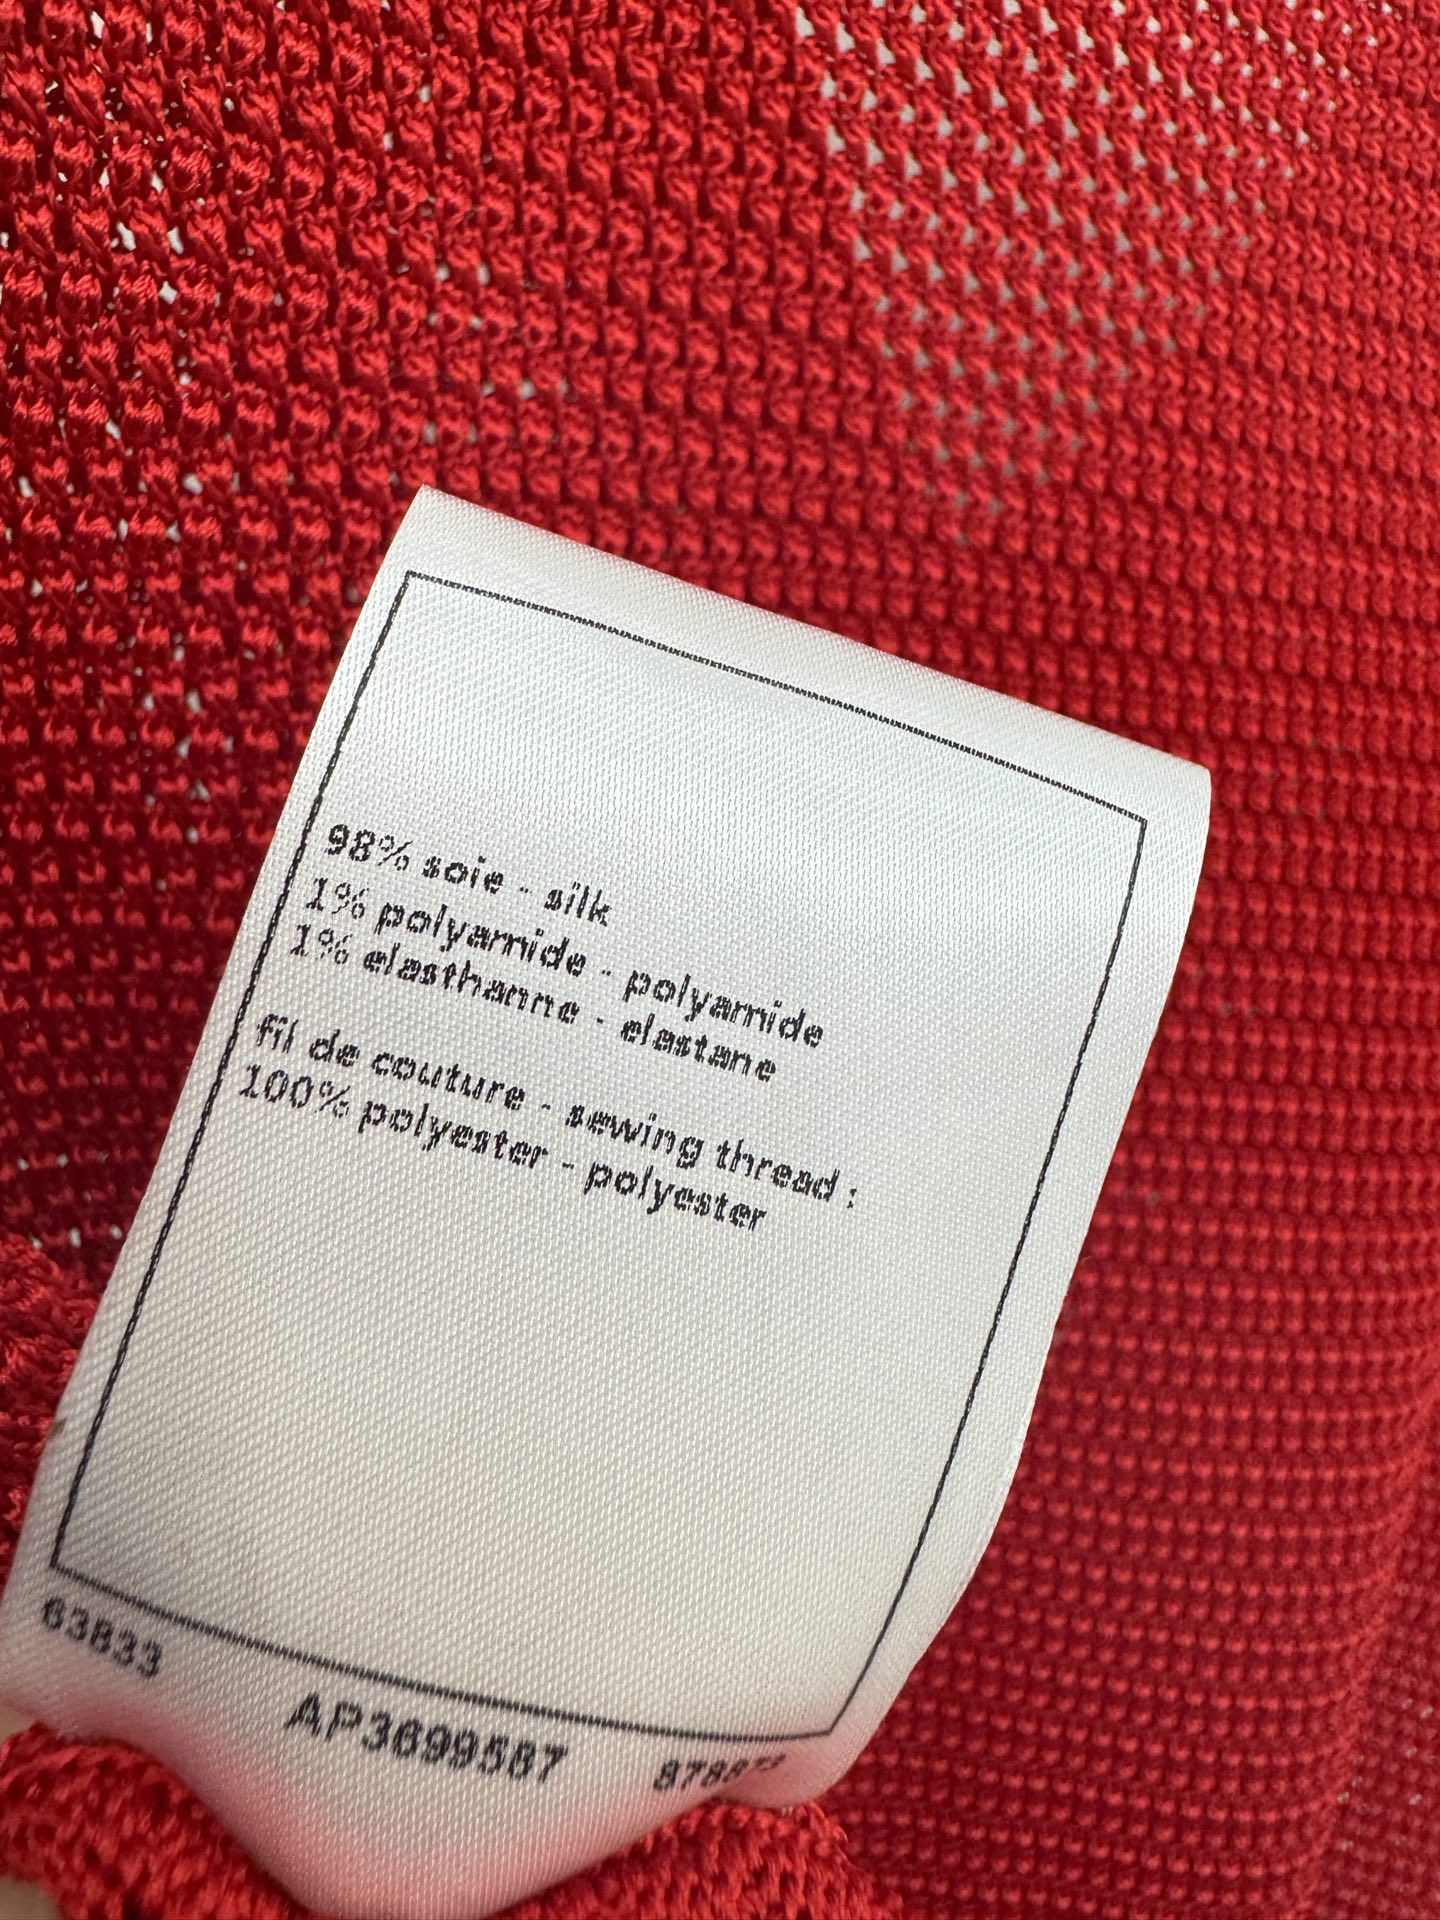 98% soie - silk
1% polyamide - polyamide
1% elasthanne - elastane
fil de couture - sewing thread :
100% polyester - polyester
63833
AP3699587